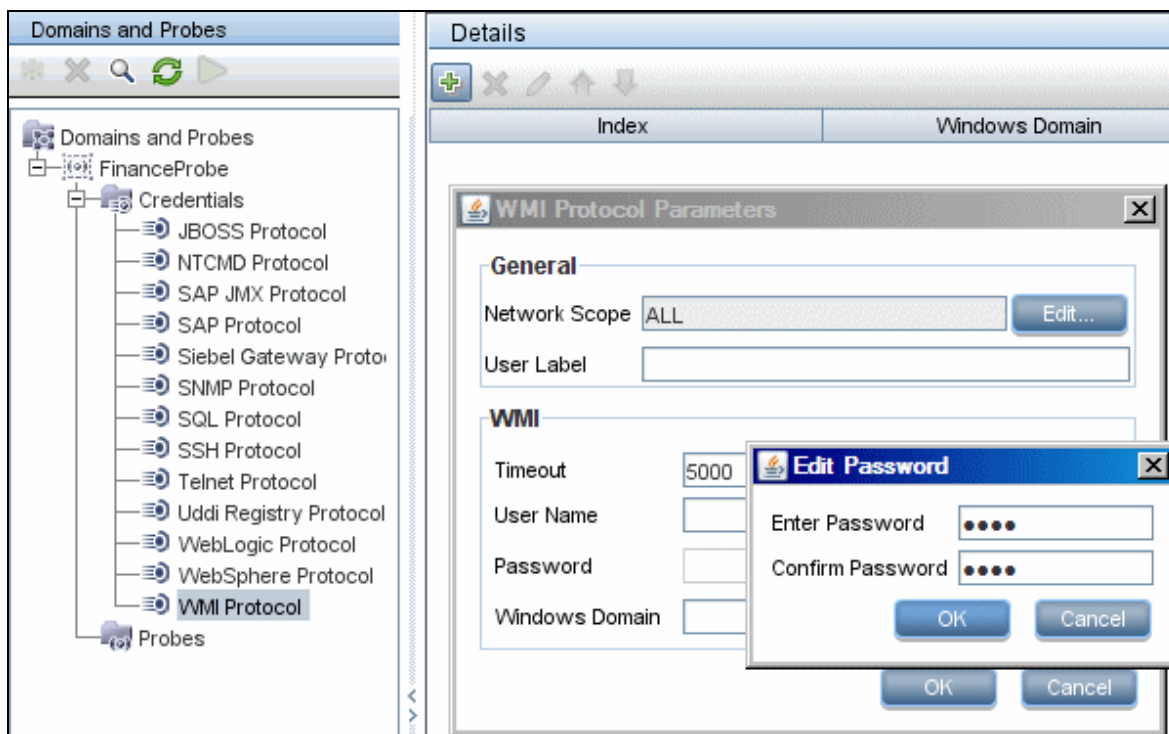 Domains and Probes
Domains and Probes
FinanceProbe
Credentials
JBOSS Protocol
NTCMD Protocol
SAP JMX Protocol
SAP Protocol
Siebel Gateway Proto
SNMP Protocol
SQL Protocol
SSH Protocol
Telnet Protocol
Uddi Registry Protocol
WebLogic Protocol
WebSphere Protocol
WMI Protocol
Probes
Details
Index Windows Domain
WMI Protocol Parameters
General
Network Scope ALL Edit...
User Label
WMI
Timeout 5000
User Name
Password
Windows Domain
OK Cancel
Edit Password
Enter Password ••••
Confirm Password ••••
OK Cancel